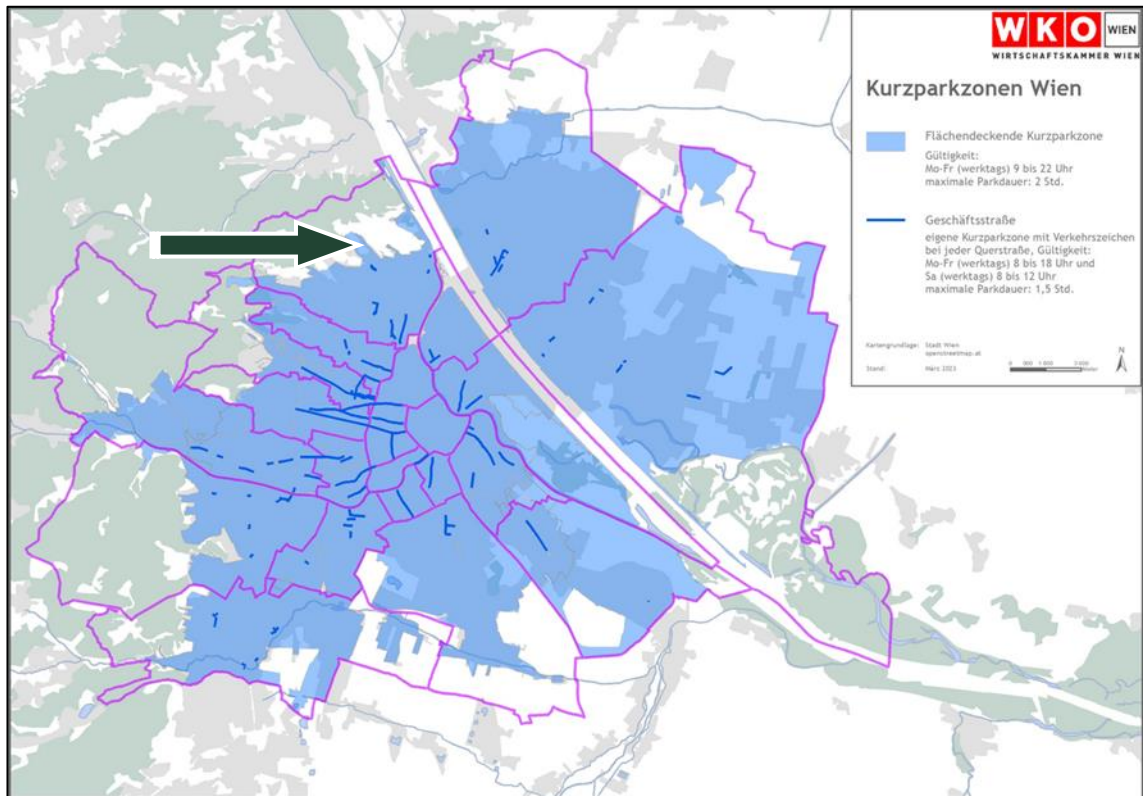 WKO WIEN
WIRTSCHAFTSKAMMER WIEN
Kurzparkzonen Wien
Flächendeckende Kurzparkzone
Gültigkeit:
Mo-Fr (werktags) 9 bis 22 Uhr
maximale Parkdauer: 2 Std.
Geschäftsstraße
eigene Kurzparkzone mit Verkehrszeichen
bei jeder Querstraße, Gültigkeit:
Mo-Fr (werktags) 8 bis 18 Uhr und
Sa (werktags) 8 bis 12 Uhr
maximale Parkdauer: 1,5 Std.
Kartengrundlage: Stadt Wien
openstreetmap.at
Stand: März 2023
N